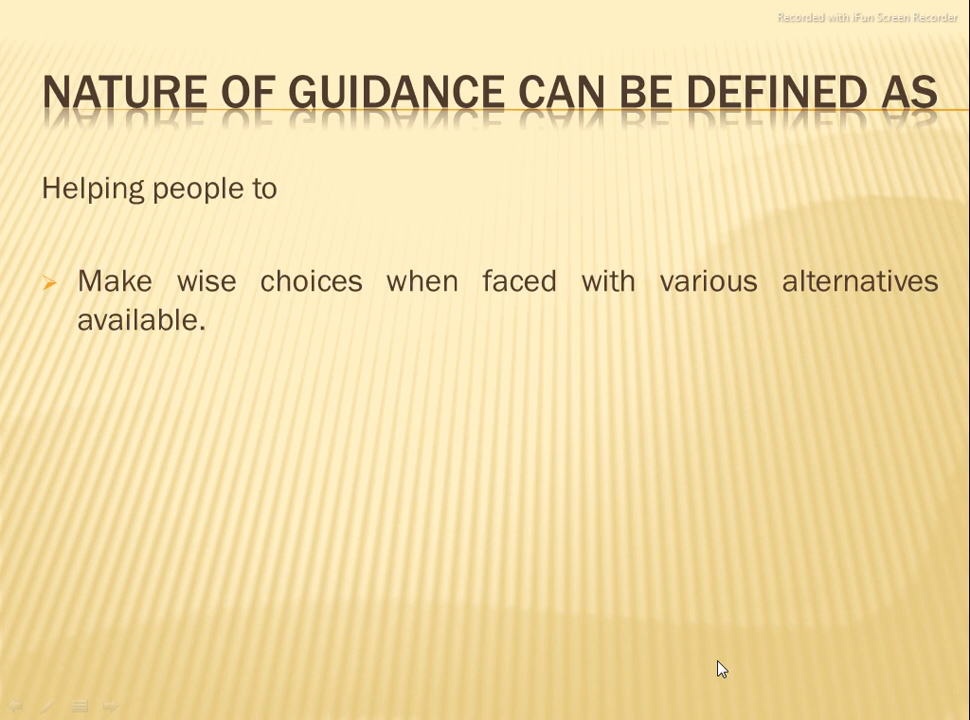 Recorded with iFun Screen Recorder
NATURE OF GUIDANCE CAN BE DEFINED AS
Helping people to
Make wise choices when faced with various alternatives
available.